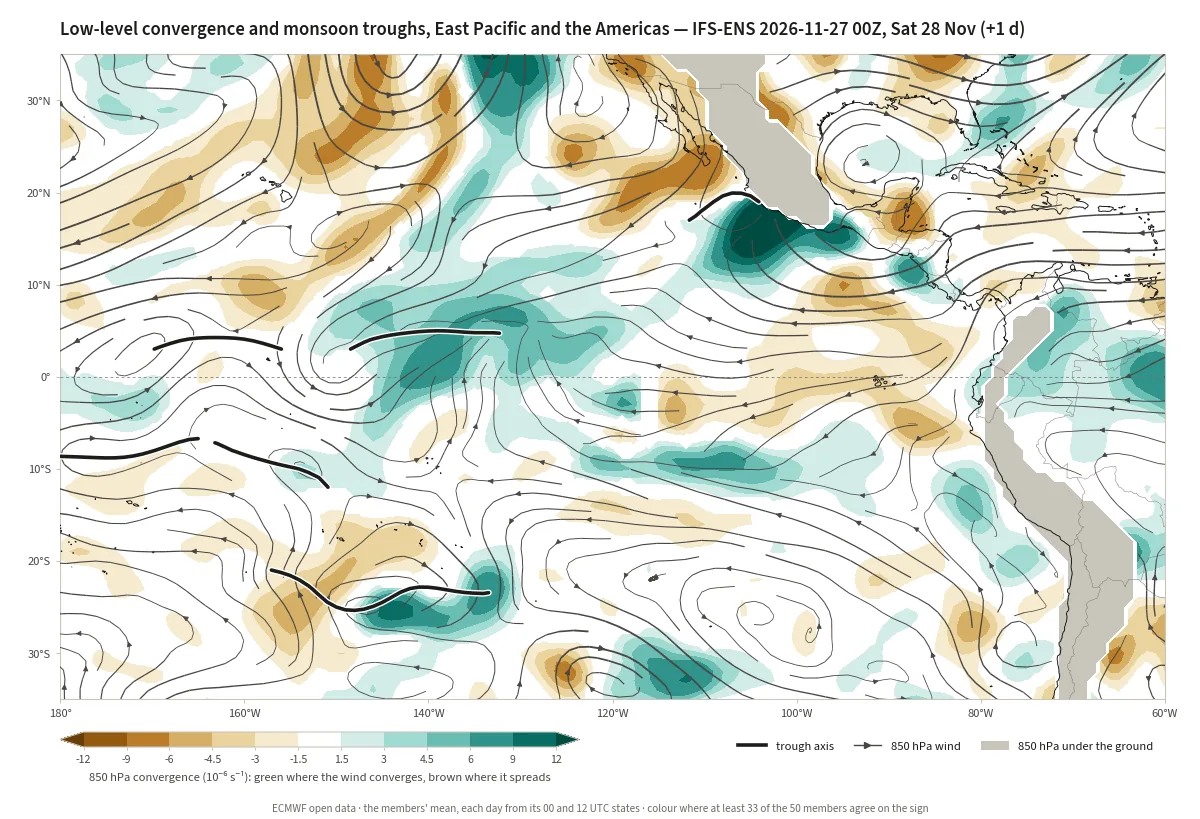 Low-level convergence and monsoon troughs, East Pacific and the Americas — IFS-ENS 2026-11-27 00Z, Sat 28 Nov (+1 d)
30°N
20°N
10°N
0°
10°S
20°S
30°S
180° 160°W 140°W 120°W 100°W 80°W 60°W
-12 -9 -6 -4.5 -3 -1.5 1.5 3 4.5 6 9 12
850 hPa convergence (10⁻⁶ s⁻¹): green where the wind converges, brown where it spreads
trough axis 850 hPa wind 850 hPa under the ground
ECMWF open data · the members' mean, each day from its 00 and 12 UTC states · colour where at least 33 of the 50 members agree on the sign